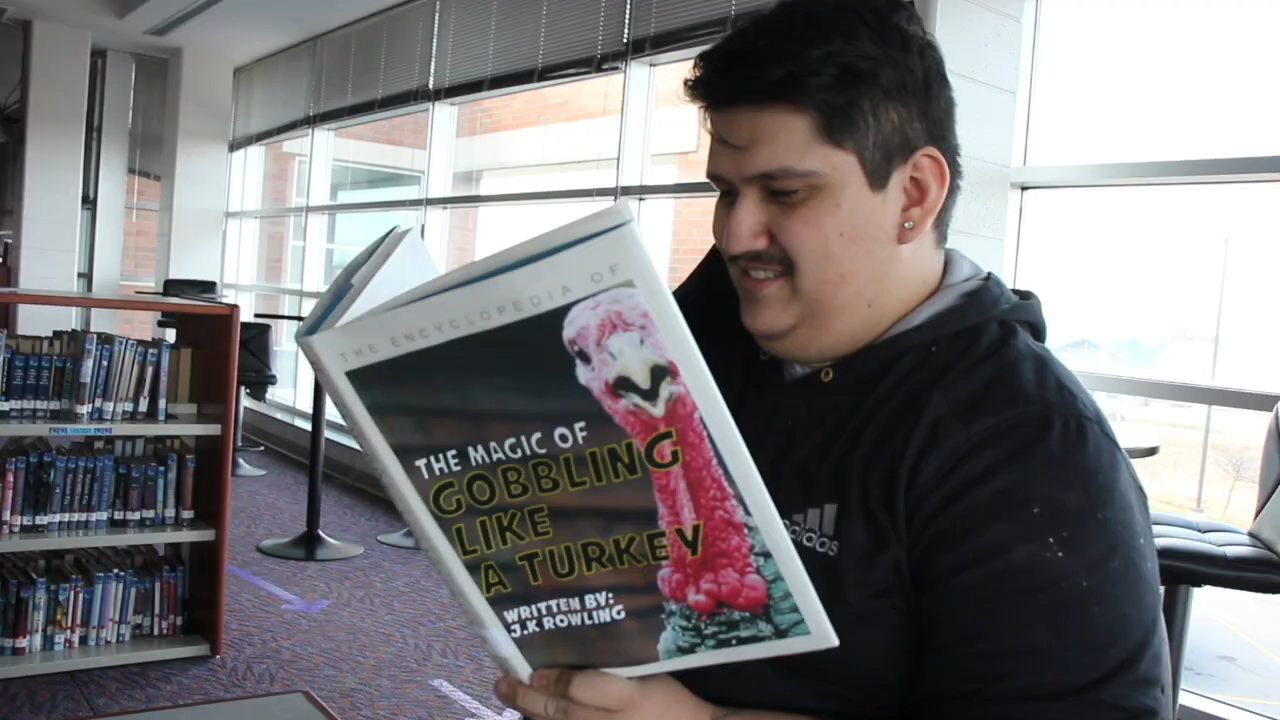 THE ENCYCLOPEDIA OF
THE MAGIC OF
GOBBLING
LIKE
A TURKEY
WRITTEN BY:
J.K ROWLING
adidas